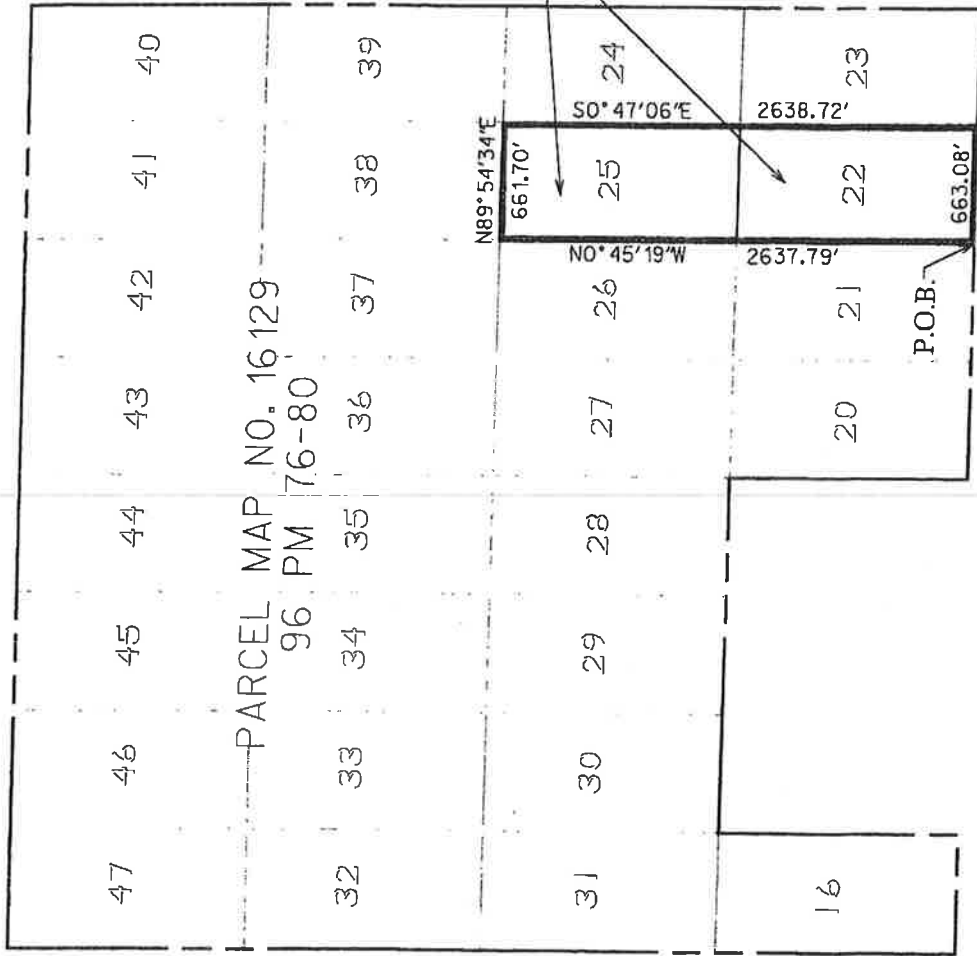 47 46 45 44 43 42 41 40
PARCEL MAP NO. 16129
96 PM 76-80
32 33 34 35 36 37 38 39
N89°54'34"E
661.70'
31 30 29 28 27 26 25 24
N0°45'19"W
S0°47'06"E
2637.79'
2638.72'
16 20 21 22 23
P.O.B.
663.08'